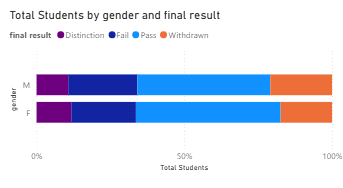 Total Students by gender and final result
final result Distinction Fail Pass Withdrawn
M
F
gender
0% 50% 100%
Total Students